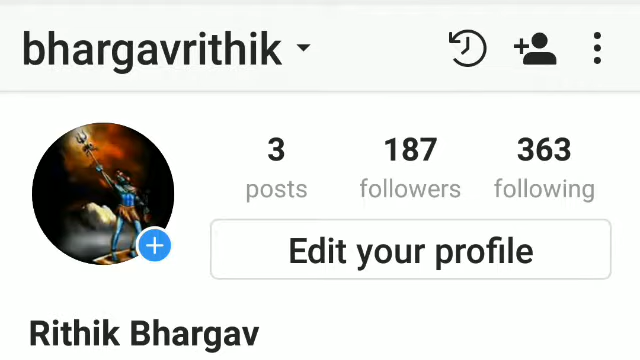 bhargavrithik
3 187 363
posts followers following
Edit your profile
Rithik Bhargav